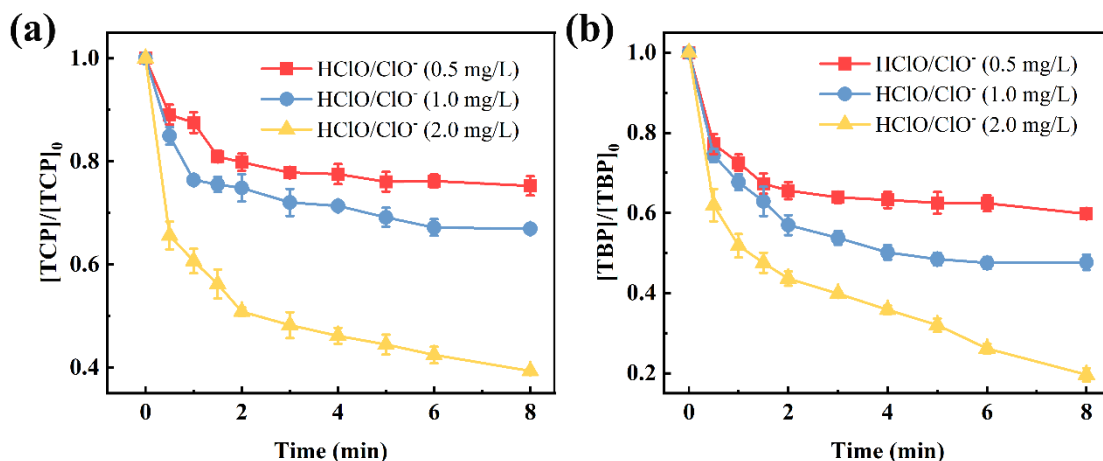 (a)
[TCP]/[TCP]₀
1.0
0.8
0.6
0.4
HClO/ClO⁻ (0.5 mg/L)
HClO/ClO⁻ (1.0 mg/L)
HClO/ClO⁻ (2.0 mg/L)
0 2 4 6 8
Time (min)
(b)
[TBP]/[TBP]₀
1.0
0.8
0.6
0.4
0.2
HClO/ClO⁻ (0.5 mg/L)
HClO/ClO⁻ (1.0 mg/L)
HClO/ClO⁻ (2.0 mg/L)
0 2 4 6 8
Time (min)